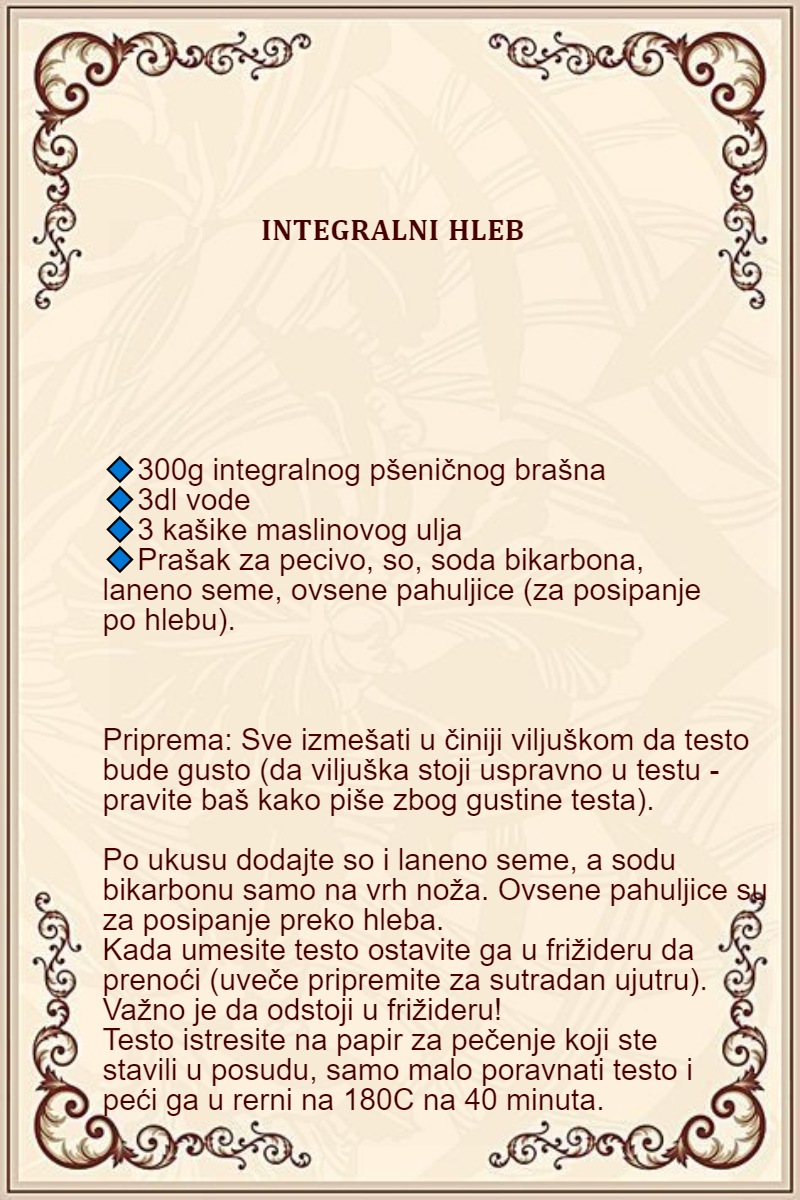 INTEGRALNI HLEB
🔷300g integralnog pšeničnog brašna
🔷3dl vode
🔷3 kašike maslinovog ulja
🔷Prašak za pecivo, so, soda bikarbona,
laneno seme, ovsene pahuljice (za posipanje
po hlebu).
Priprema: Sve izmešati u činiji viljuškom da testo
bude gusto (da viljuška stoji uspravno u testu -
pravite baš kako piše zbog gustine testa).
Po ukusu dodajte so i laneno seme, a sodu
bikarbonu samo na vrh noža. Ovsene pahuljice su
za posipanje preko hleba.
Kada umesite testo ostavite ga u frižideru da
prenoći (uveče pripremite za sutradan ujutru).
Važno je da odstoji u frižideru!
Testo istresite na papir za pečenje koji ste
stavili u posudu, samo malo poravnati testo i
peći ga u rerni na 180C na 40 minuta.